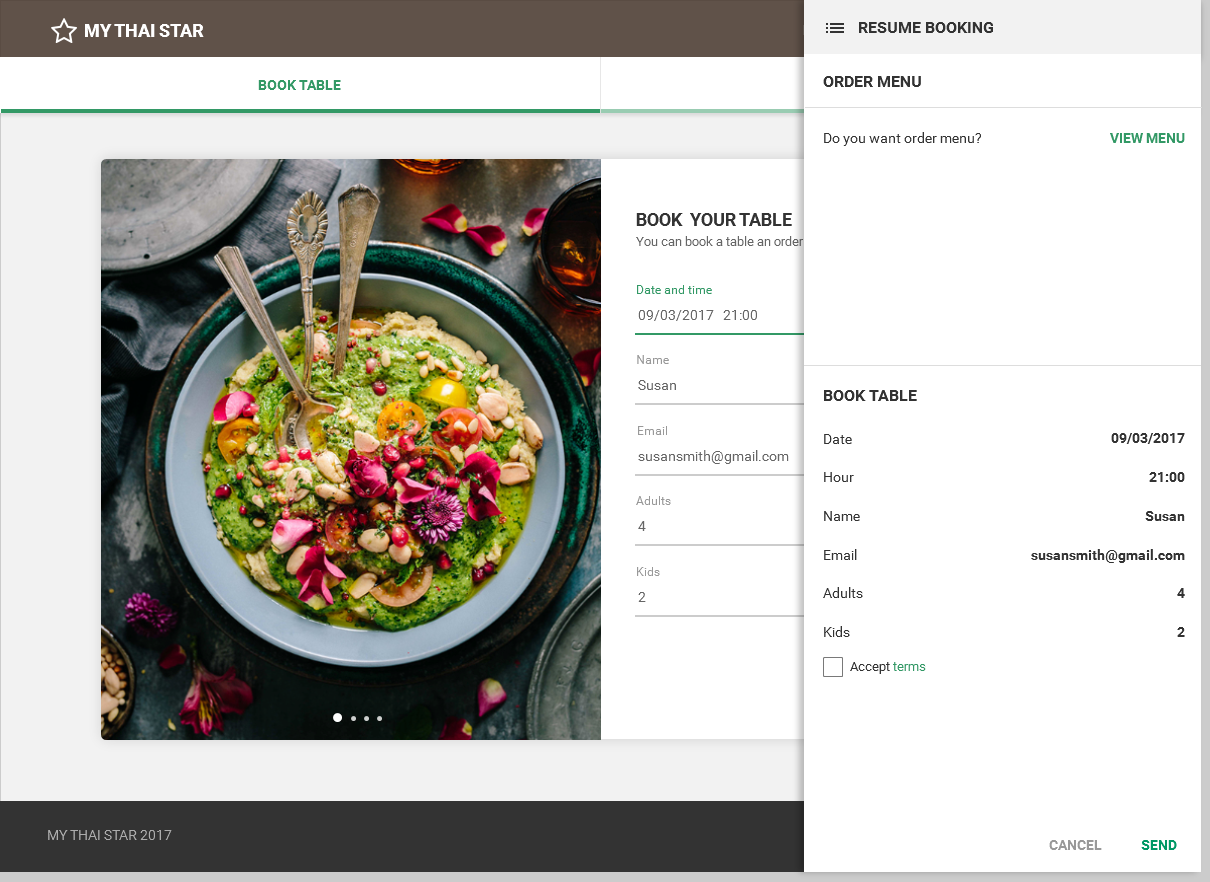 MY THAI STAR
BOOK TABLE
BOOK YOUR TABLE
You can book a table an order
Date and time
09/03/2017 21:00
Name
Susan
Email
susansmith@gmail.com
Adults
4
Kids
2
MY THAI STAR 2017
RESUME BOOKING
ORDER MENU
Do you want order menu? VIEW MENU
BOOK TABLE
Date 09/03/2017
Hour 21:00
Name Susan
Email susansmith@gmail.com
Adults 4
Kids 2
Accept terms
CANCEL SEND